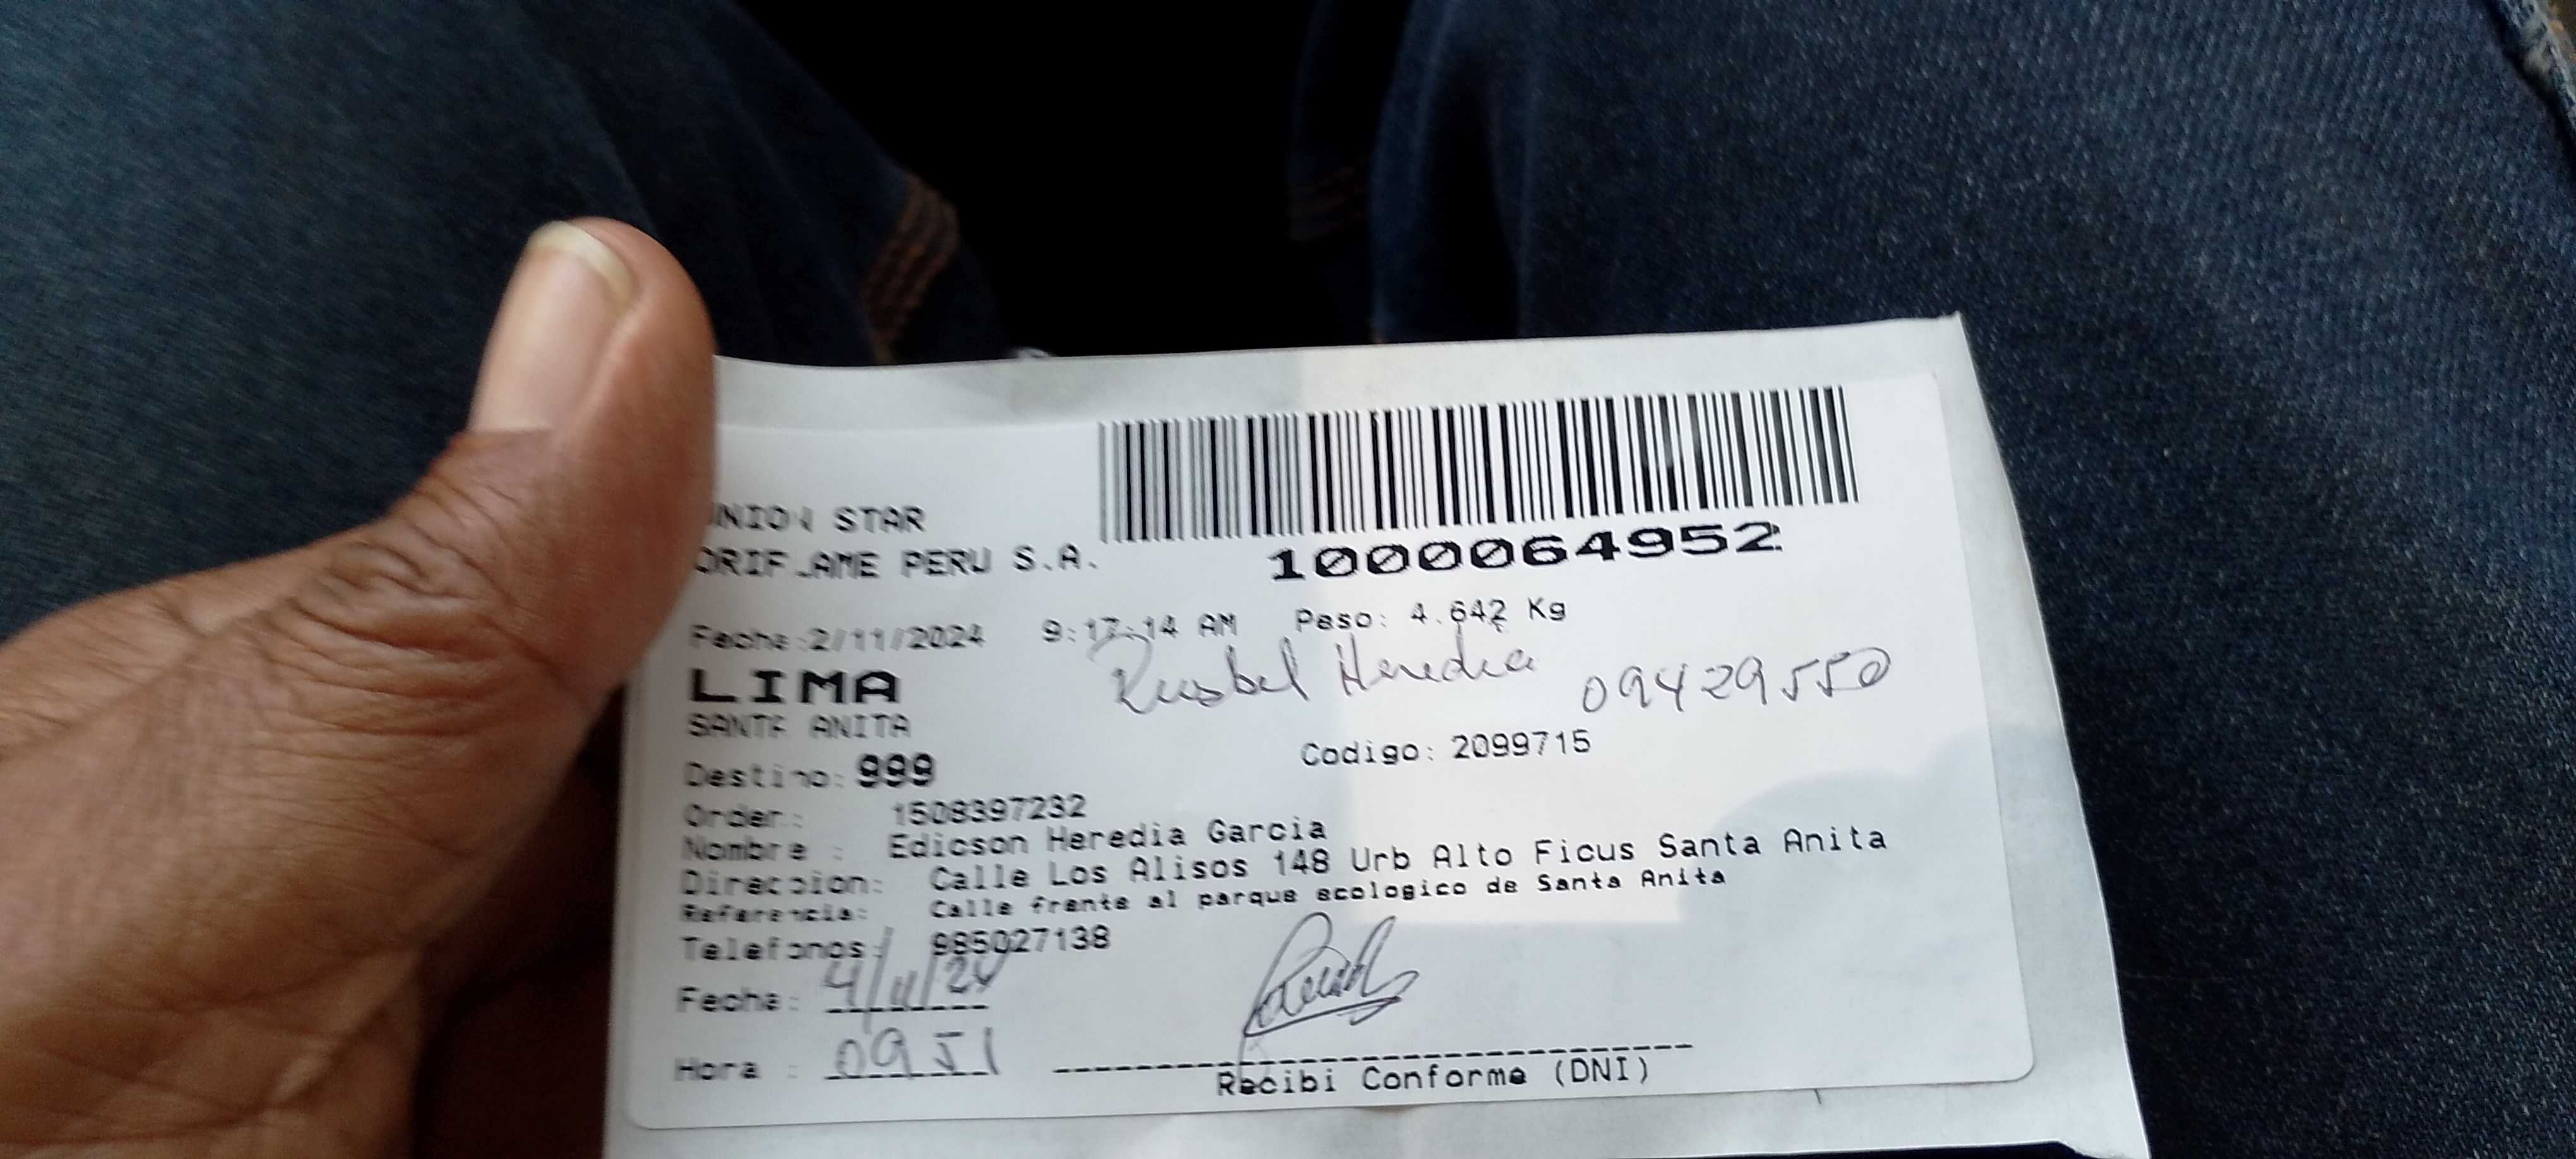 UNION STAR
ORIFLAME PERU S.A.
1000064952
Fecha:2/11/2024 9:17:14 AM Peso: 4.642 Kg
LIMA
Heredia 09429550
SANTA ANITA
Codigo: 2099715
Destino: 999
Order: 1508397232
Nombre : Edicson Heredia Garcia
Direccion: Calle Los Alisos 148 Urb Alto Ficus Santa Anita
Referencia: Calle frente al parque ecologico de Santa Anita
Telefonos: 985027138
Fecha: 4/11/24
Hora : 0951
Recibi Conforme (DNI)